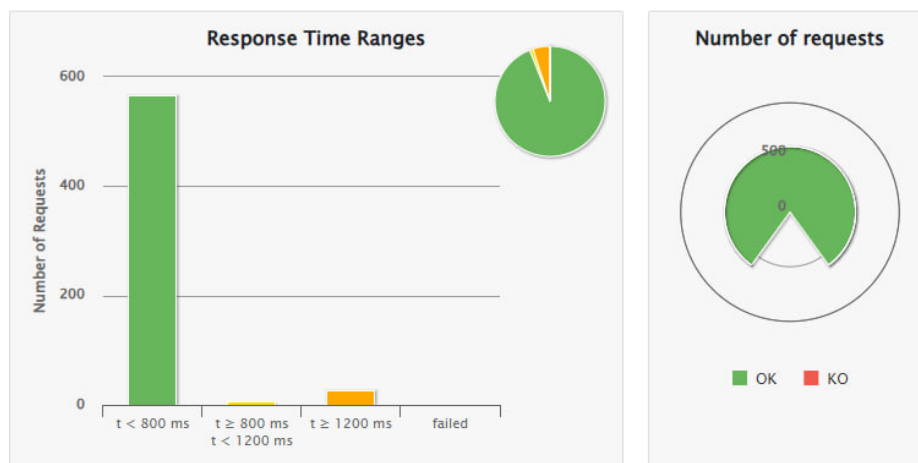 Response Time Ranges
Number of Requests
600
400
200
0
t < 800 ms
t ≥ 800 ms
t < 1200 ms
t ≥ 1200 ms
failed
Number of requests
500
0
OK
KO